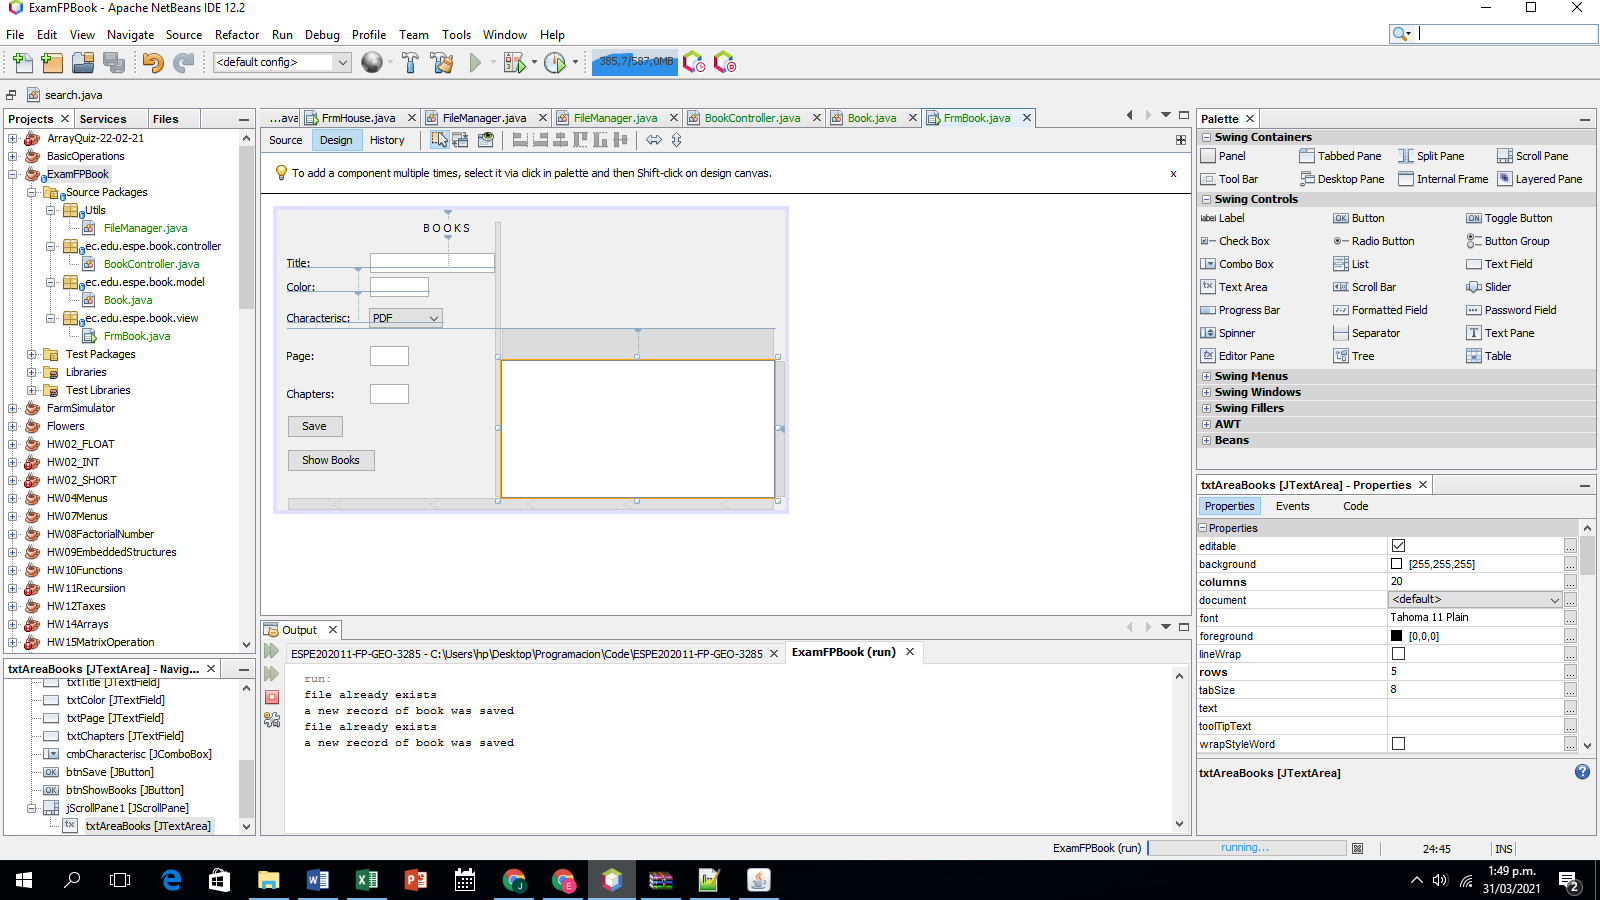 ExamFPBook - Apache NetBeans IDE 12.2
File Edit View Navigate Source Refactor Run Debug Profile Team Tools Window Help
<default config>
385,7/587,0MB
search.java
Projects Services Files
ArrayQuiz-22-02-21
BasicOperations
ExamFPBook
Source Packages
Utils
FileManager.java
ec.edu.espe.book.controller
BookController.java
ec.edu.espe.book.model
Book.java
ec.edu.espe.book.view
FrmBook.java
Test Packages
Libraries
Test Libraries
FarmSimulator
Flowers
HW02_FLOAT
HW02_INT
HW02_SHORT
HW04Menus
HW07Menus
HW08FactorialNumber
HW09EmbeddedStructures
HW10Functions
HW11Recursiion
HW12Taxes
HW14Arrays
HW15MatrixOperation
txtAreaBooks [JTextArea] - Navig...
txtTitle [JTextField]
txtColor [JTextField]
txtPage [JTextField]
txtChapters [JTextField]
cmbCharacterisc [JComboBox]
btnSave [JButton]
btnShowBooks [JButton]
jScrollPane1 [JScrollPane]
txtAreaBooks [JTextArea]
...ava FrmHouse.java FileManager.java FileManager.java BookController.java Book.java FrmBook.java
Source Design History
To add a component multiple times, select it via click in palette and then Shift-click on design canvas.
x
B O O K S
Title:
Color:
Characterisc: PDF
Page:
Chapters:
Save
Show Books
Output
ESPE202011-FP-GEO-3285 - C:\Users\hp\Desktop\Programacion\Code\ESPE202011-FP-GEO-3285 ExamFPBook (run)
run:
file already exists
a new record of book was saved
file already exists
a new record of book was saved
Palette
Swing Containers
Panel Tabbed Pane Split Pane Scroll Pane
Tool Bar Desktop Pane Internal Frame Layered Pane
Swing Controls
Label Button Toggle Button
Check Box Radio Button Button Group
Combo Box List Text Field
Text Area Scroll Bar Slider
Progress Bar Formatted Field Password Field
Spinner Separator Text Pane
Editor Pane Tree Table
Swing Menus
Swing Windows
Swing Fillers
AWT
Beans
txtAreaBooks [JTextArea] - Properties
Properties Events Code
Properties
editable
background [255,255,255]
columns 20
document <default>
font Tahoma 11 Plain
foreground [0,0,0]
lineWrap
rows 5
tabSize 8
text
toolTipText
wrapStyleWord
txtAreaBooks [JTextArea]
ExamFPBook (run) running... 24:45 INS
1:49 p.m.
31/03/2021
2